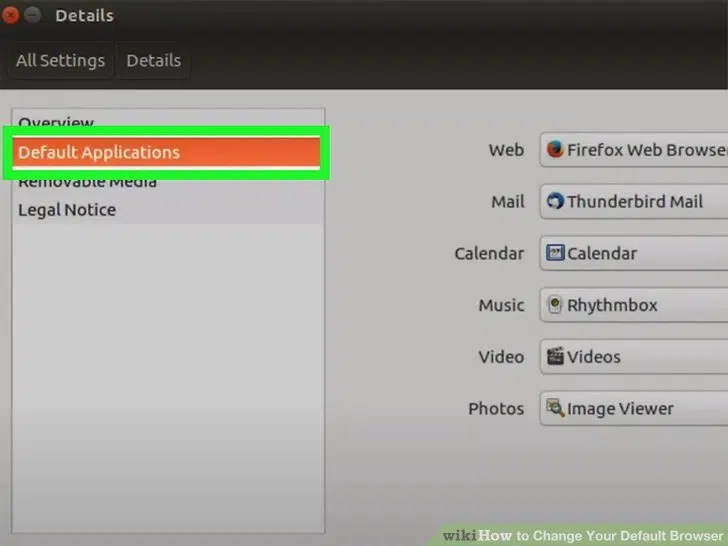 Details
All Settings
Details
Overview
Default Applications
Removable Media
Legal Notice
Web
Firefox Web Browser
Mail
Thunderbird Mail
Calendar
Calendar
Music
Rhythmbox
Video
Videos
Photos
Image Viewer
wikiHow to Change Your Default Browser